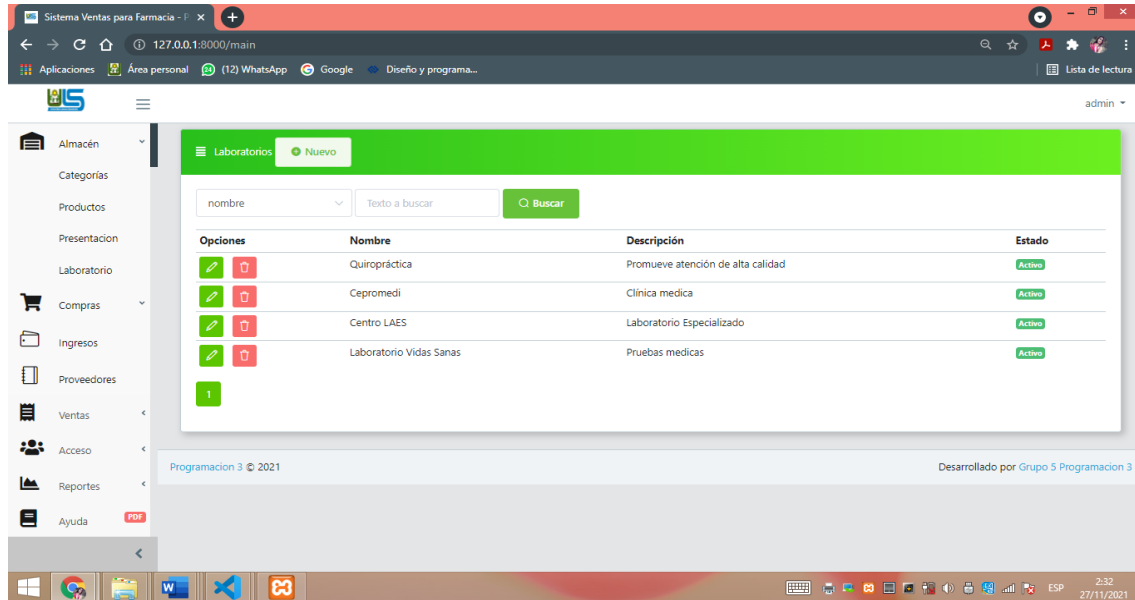 Sistema Ventas para Farmacia - P
127.0.0.1:8000/main
Aplicaciones Área personal (12) WhatsApp Google Diseño y programa... Lista de lectura
UIS admin
Almacén
Categorías
Productos
Presentacion
Laboratorio
Compras
Ingresos
Proveedores
Ventas
Acceso
Reportes
Ayuda PDF
Laboratorios Nuevo
nombre Texto a buscar Buscar
Opciones Nombre Descripción Estado
Quiropráctica Promueve atención de alta calidad Activo
Cepromedi Clínica medica Activo
Centro LAES Laboratorio Especializado Activo
Laboratorio Vidas Sanas Pruebas medicas Activo
1
Programacion 3 © 2021 Desarrollado por Grupo 5 Programacion 3
ESP 2:32
27/11/2021